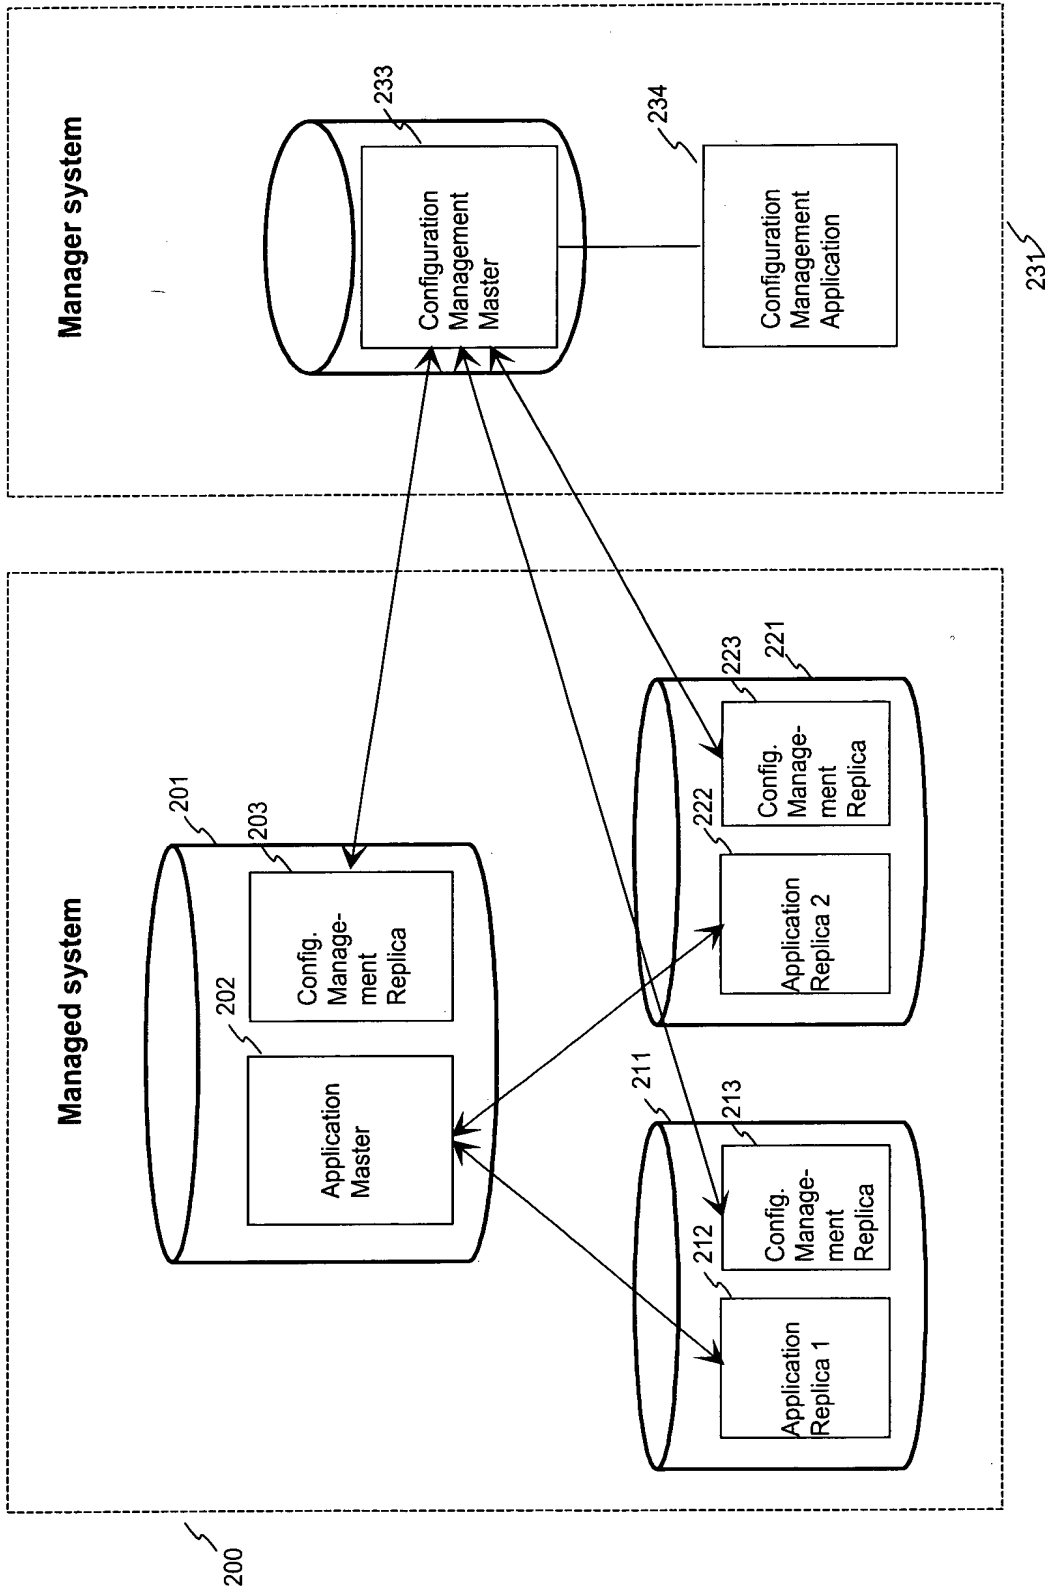 Managed system
Manager system
200
201
202
203
Application
Master
Config.
Manage-
ment
Replica
233
Configuration
Management
Master
234
Configuration
Management
Application
231
211
212
213
Application
Replica 1
Config.
Manage-
ment
Replica
221
222
223
Application
Replica 2
Config.
Manage-
ment
Replica